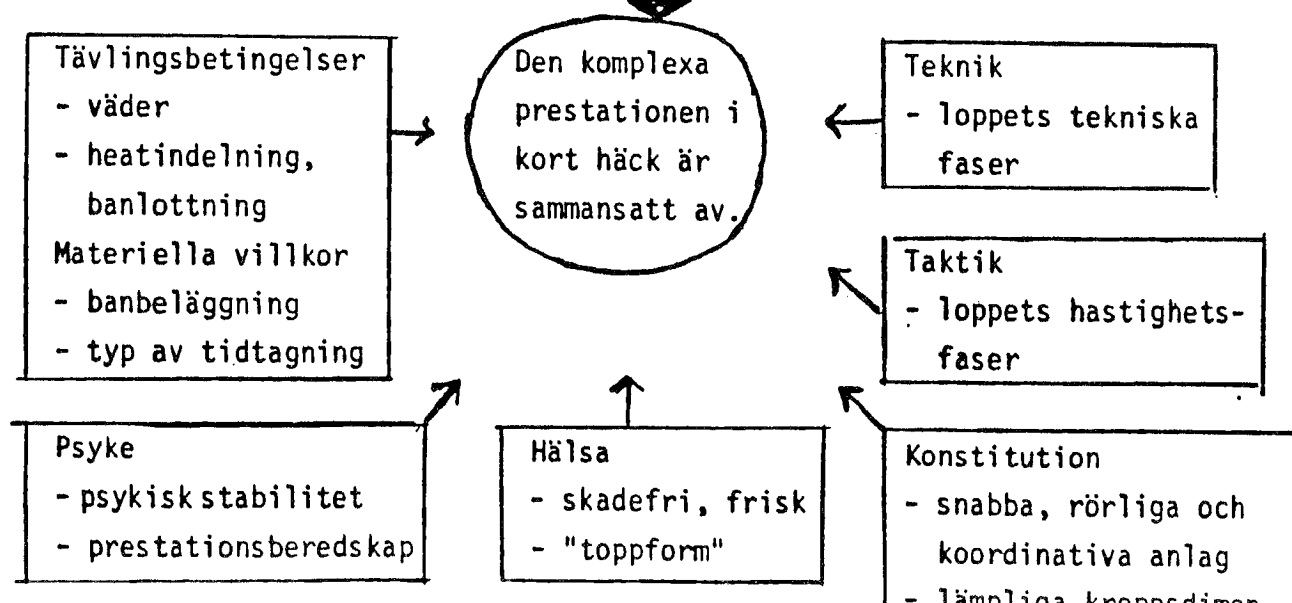 Tävlingsbetingelser
- väder
- heatindelning,
banlottning
Materiella villkor
- banbeläggning
- typ av tidtagning
Den komplexa
prestationen i
kort häck är
sammansatt av.
Teknik
- loppets tekniska
faser
Taktik
- loppets hastighets-
faser
Psyke
- psykisk stabilitet
- prestationsberedskap
Hälsa
- skadefri, frisk
- "toppform"
Konstitution
- snabba, rörliga och
koordinativa anlag
- lämpliga kroppsdimen